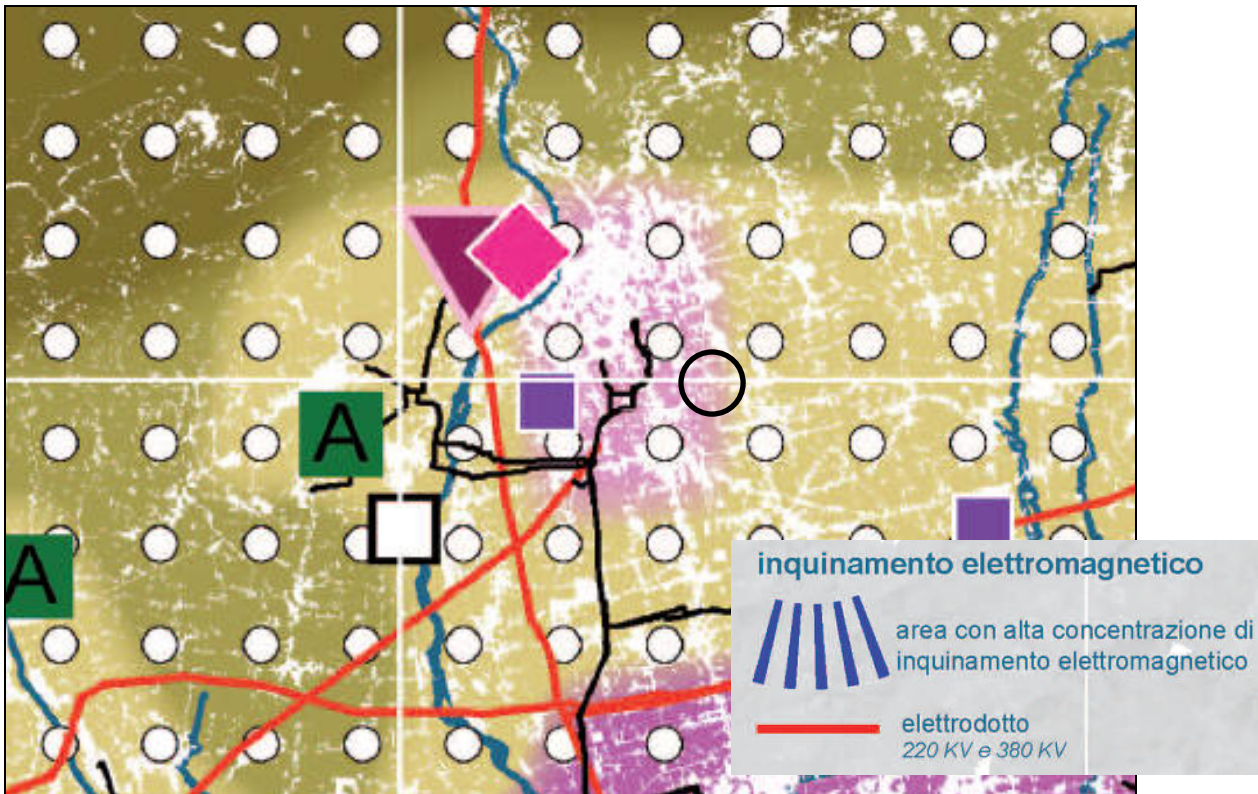 A
A
inquinamento elettromagnetico
area con alta concentrazione di
inquinamento elettromagnetico
elettrodotto
220 KV e 380 KV